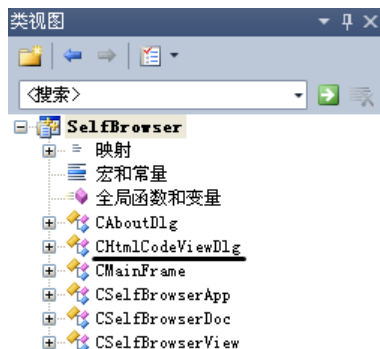 类视图
<搜索>
SelfBrowser
映射
宏和常量
全局函数和变量
CAboutDlg
CHtmlCodeViewDlg
CMainFrame
CSelfBrowserApp
CSelfBrowserDoc
CSelfBrowserView